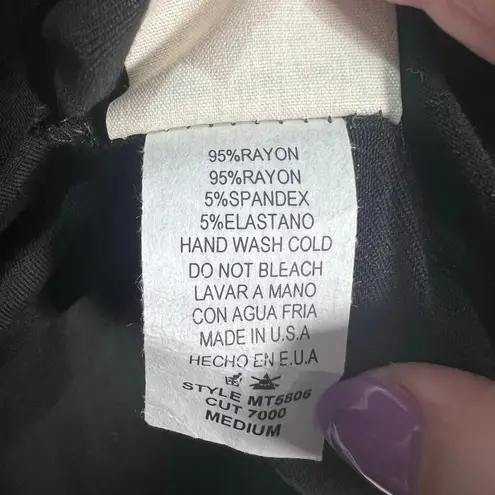 95%RAYON
95%RAYON
5%SPANDEX
5%ELASTANO
HAND WASH COLD
DO NOT BLEACH
LAVAR A MANO
CON AGUA FRIA
MADE IN U.S.A
HECHO EN E.U.A
STYLE MT5806
CUT 7000
MEDIUM